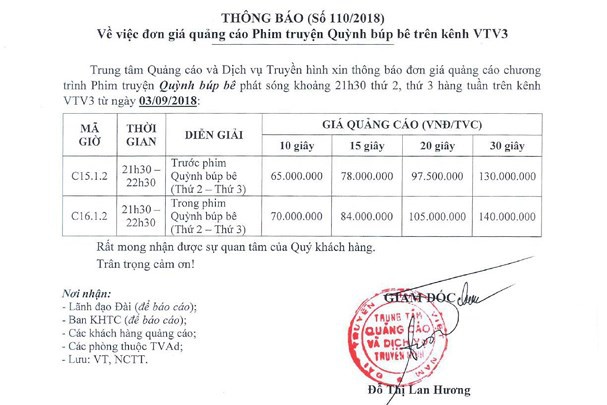 THÔNG BÁO (Số 110/2018)
Về việc đơn giá quảng cáo Phim truyện Quỳnh búp bê trên kênh VTV3
Trung tâm Quảng cáo và Dịch vụ Truyền hình xin thông báo đơn giá quảng cáo chương
trình Phim truyện Quỳnh búp bê phát sóng khoảng 21h30 thứ 2, thứ 3 hàng tuần trên kênh
VTV3 từ ngày 03/09/2018:
MÃ GIỜ THỜI GIAN DIỄN GIẢI GIÁ QUẢNG CÁO (VNĐ/TVC)
10 giây 15 giây 20 giây 30 giây
C15.1.2 21h30 – 22h30 Trước phim Quỳnh búp bê (Thứ 2 – Thứ 3) 65.000.000 78.000.000 97.500.000 130.000.000
C16.1.2 21h30 – 22h30 Trong phim Quỳnh búp bê (Thứ 2 – Thứ 3) 70.000.000 84.000.000 105.000.000 140.000.000
Rất mong nhận được sự quan tâm của Quý khách hàng.
Trân trọng cảm ơn!
Nơi nhận:
- Lãnh đạo Đài (để báo cáo);
- Ban KHTC (để báo cáo);
- Các khách hàng quảng cáo;
- Các phòng thuộc TVAd;
- Lưu: VT, NCTT.
GIÁM ĐỐC
TRUNG TÂM
QUẢNG CÁO
VÀ DỊCH VỤ
TRUYỀN HÌNH
Đỗ Thị Lan Hương